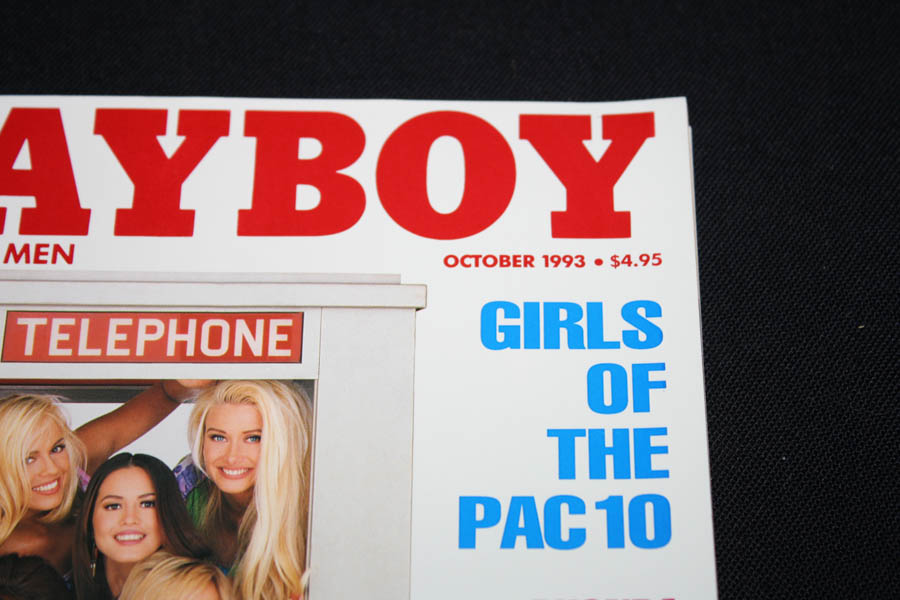 AYBOY
MEN
OCTOBER 1993 • $4.95
TELEPHONE
GIRLS
OF
THE
PAC 10